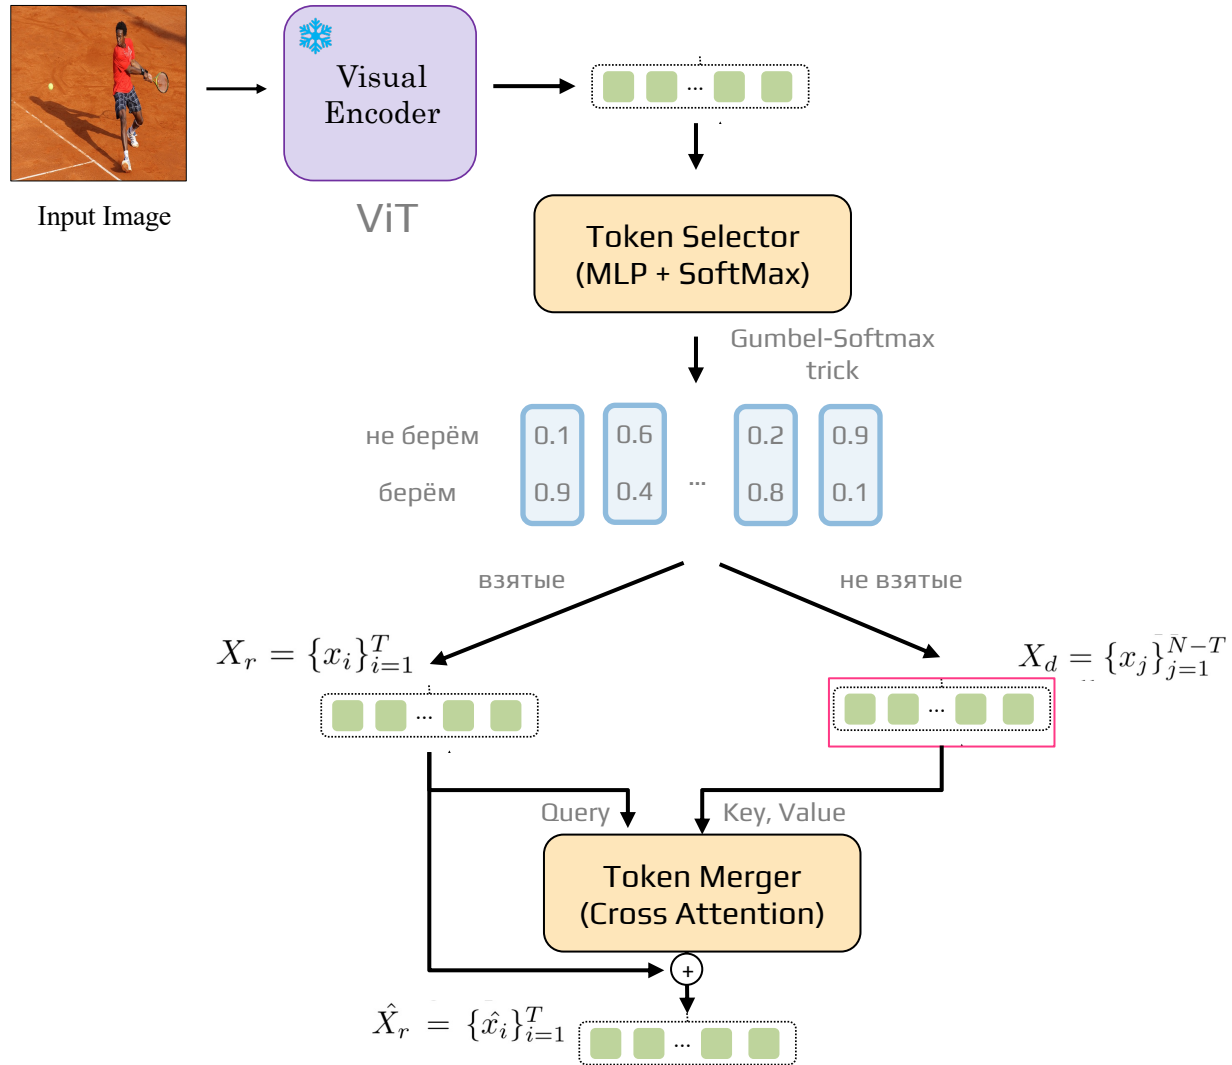 Visual
Encoder
...
Input Image
ViT
Token Selector
(MLP + SoftMax)
Gumbel-Softmax
trick
не берём 0.1 0.6 0.2 0.9
берём 0.9 0.4 ... 0.8 0.1
взятые
не взятые
X_r = {x_i}_{i=1}^T
X_d = {x_j}_{j=1}^{N-T}
...
...
Query
Key, Value
Token Merger
(Cross Attention)
+
X̂_r = {x̂_i}_{i=1}^T
...